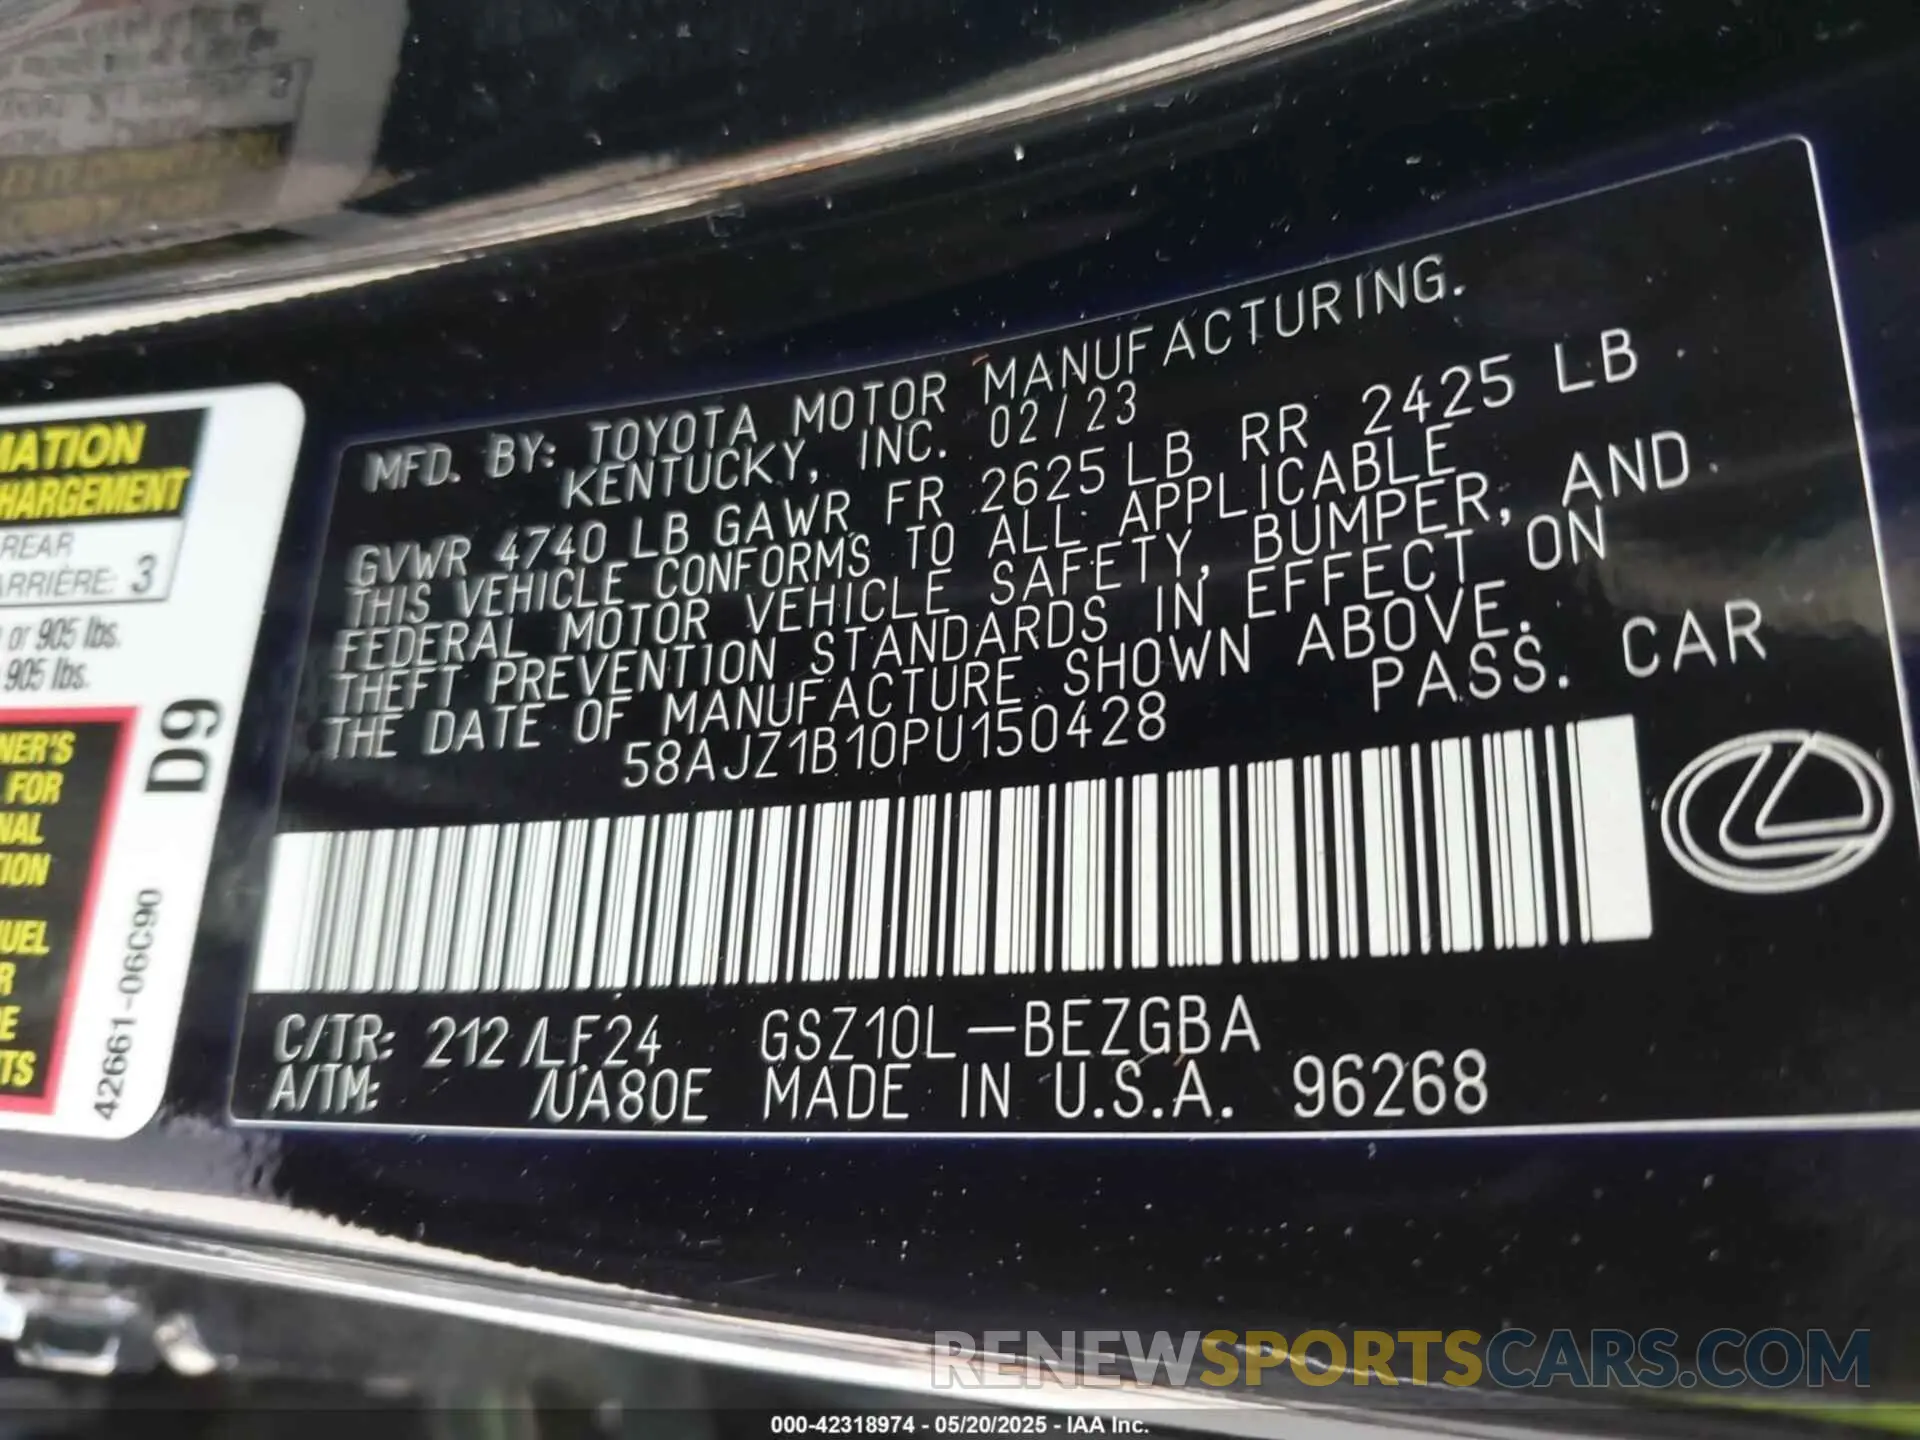 MFD. BY: TOYOTA MOTOR MANUFACTURING.
KENTUCKY, INC. 02/23
GVWR 4740 LB GAWR FR 2625 LB RR 2425 LB
THIS VEHICLE CONFORMS TO ALL APPLICABLE
FEDERAL MOTOR VEHICLE SAFETY, BUMPER, AND
THEFT PREVENTION STANDARDS IN EFFECT ON
THE DATE OF MANUFACTURE SHOWN ABOVE.
58AJZ1B10PU150428 PASS. CAR
C/TR: 212 /LF24 GSZ10L-BEZGBA
A/TM: /UA80E MADE IN U.S.A. 96268
MATION
HARGEMENT
REAR
ARRIÈRE: 3
or 905 lbs.
905 lbs.
D9
NER'S
FOR
NAL
TION
UEL
R
DE
TS
42661-06C90
RENEWSPORTSCARS.COM
000-42318974 - 05/20/2025 - IAA Inc.